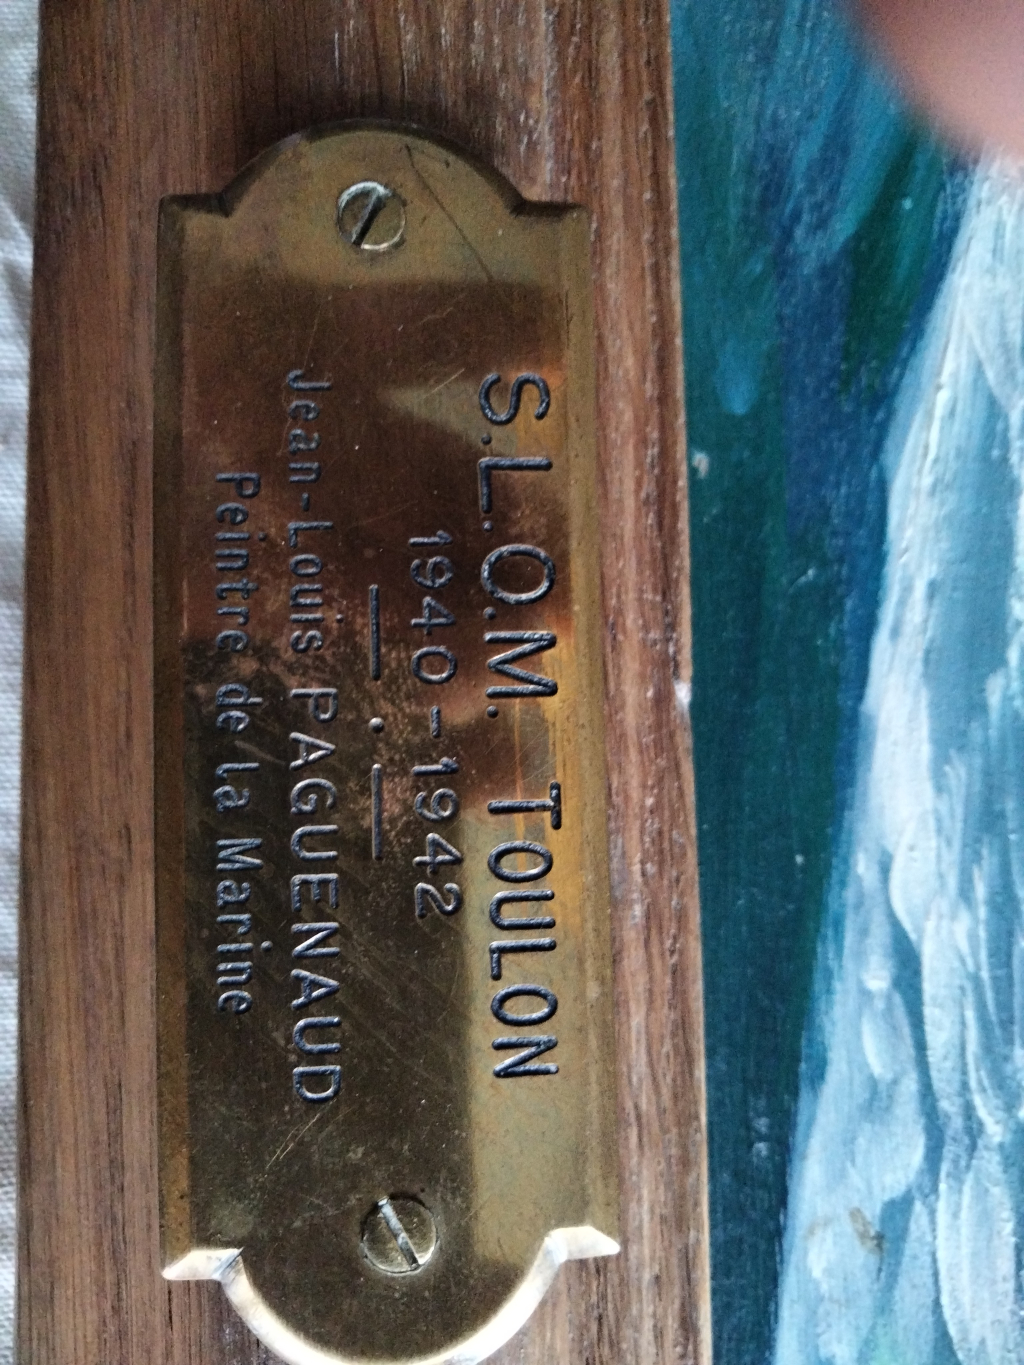 S.L.O.M. TOULON
1940-1942
Jean-Louis PAGUENAUD
Peintre de La Marine